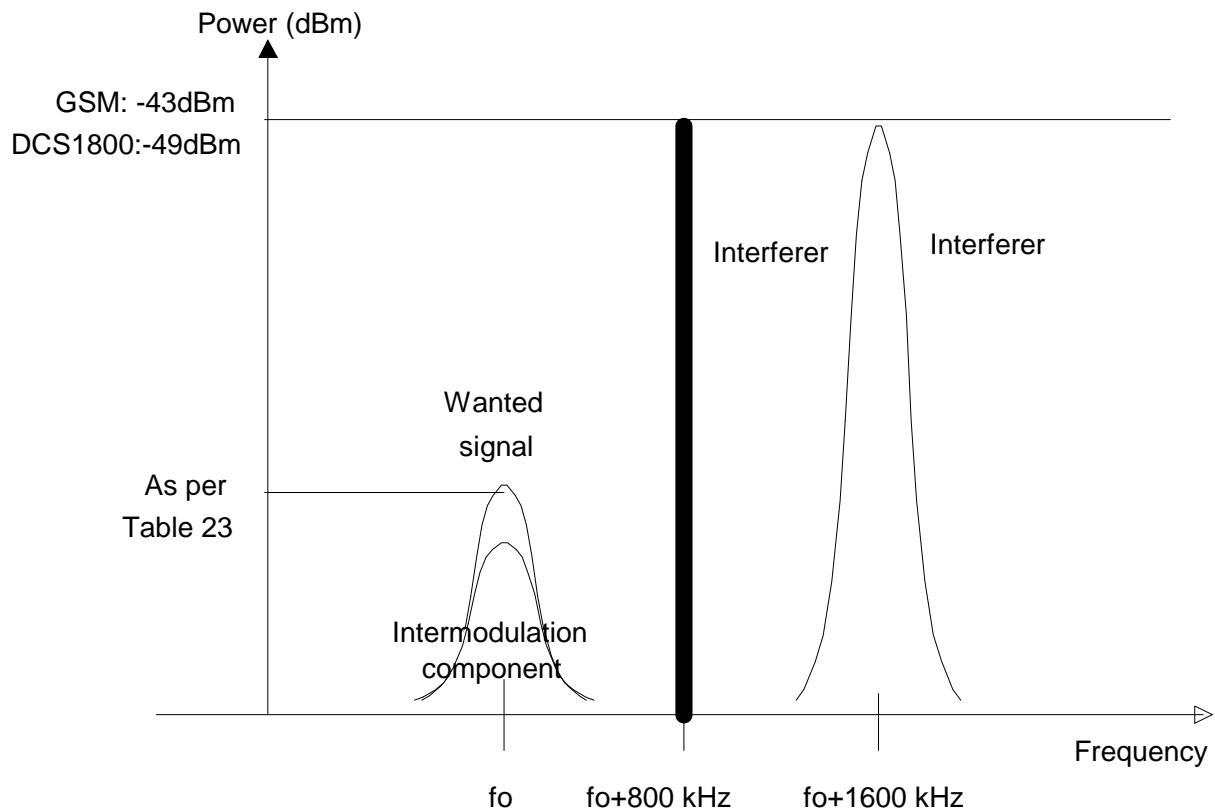 Power (dBm)
GSM: -43dBm
DCS1800:-49dBm
Interferer
Interferer
Wanted
signal
As per
Table 23
Intermodulation
component
Frequency
fo
fo+800 kHz
fo+1600 kHz